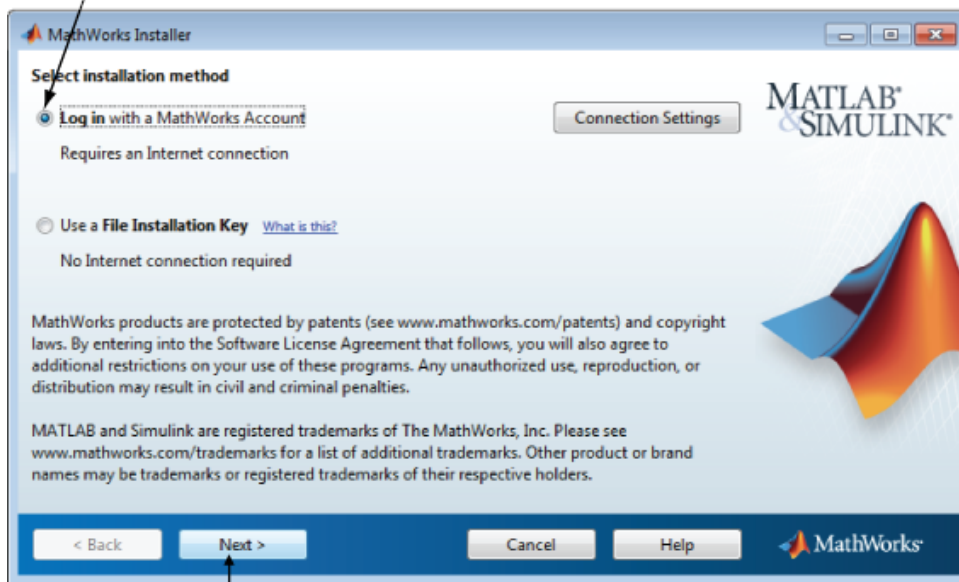 MathWorks Installer
Select installation method
Log in with a MathWorks Account
Connection Settings
Requires an Internet connection
Use a File Installation Key What is this?
No Internet connection required
MATLAB®
&SIMULINK®
MathWorks products are protected by patents (see www.mathworks.com/patents) and copyright
laws. By entering into the Software License Agreement that follows, you will also agree to
additional restrictions on your use of these programs. Any unauthorized use, reproduction, or
distribution may result in civil and criminal penalties.
MATLAB and Simulink are registered trademarks of The MathWorks, Inc. Please see
www.mathworks.com/trademarks for a list of additional trademarks. Other product or brand
names may be trademarks or registered trademarks of their respective holders.
< Back
Next >
Cancel
Help
MathWorks®